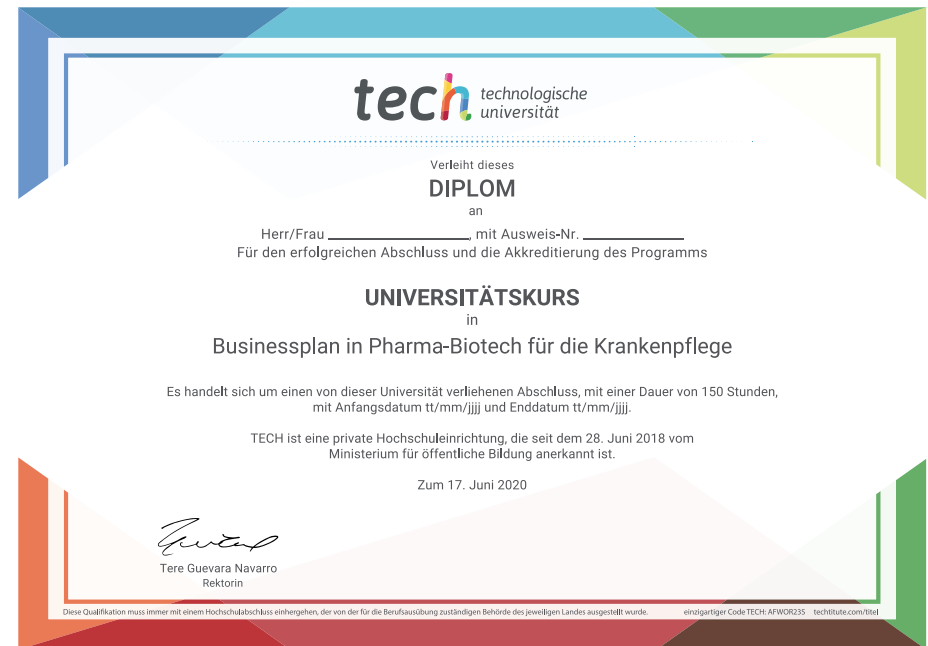 tech technologische
universität
Verleiht dieses
DIPLOM
an
Herr/Frau ____________, mit Ausweis-Nr. ____________
Für den erfolgreichen Abschluss und die Akkreditierung des Programms
UNIVERSITÄTSKURS
in
Businessplan in Pharma-Biotech für die Krankenpflege
Es handelt sich um einen von dieser Universität verliehenen Abschluss, mit einer Dauer von 150 Stunden,
mit Anfangsdatum tt/mm/jjjj und Enddatum tt/mm/jjjj.
TECH ist eine private Hochschuleinrichtung, die seit dem 28. Juni 2018 vom
Ministerium für öffentliche Bildung anerkannt ist.
Zum 17. Juni 2020
Tere Guevara Navarro
Rektorin
Diese Qualifikation muss immer mit einem Hochschulabschluss einhergehen, der von der für die Berufsausübung zuständigen Behörde des jeweiligen Landes ausgestellt wurde. einzigartiger Code TECH: AFWOR235 techtitute.com/titel